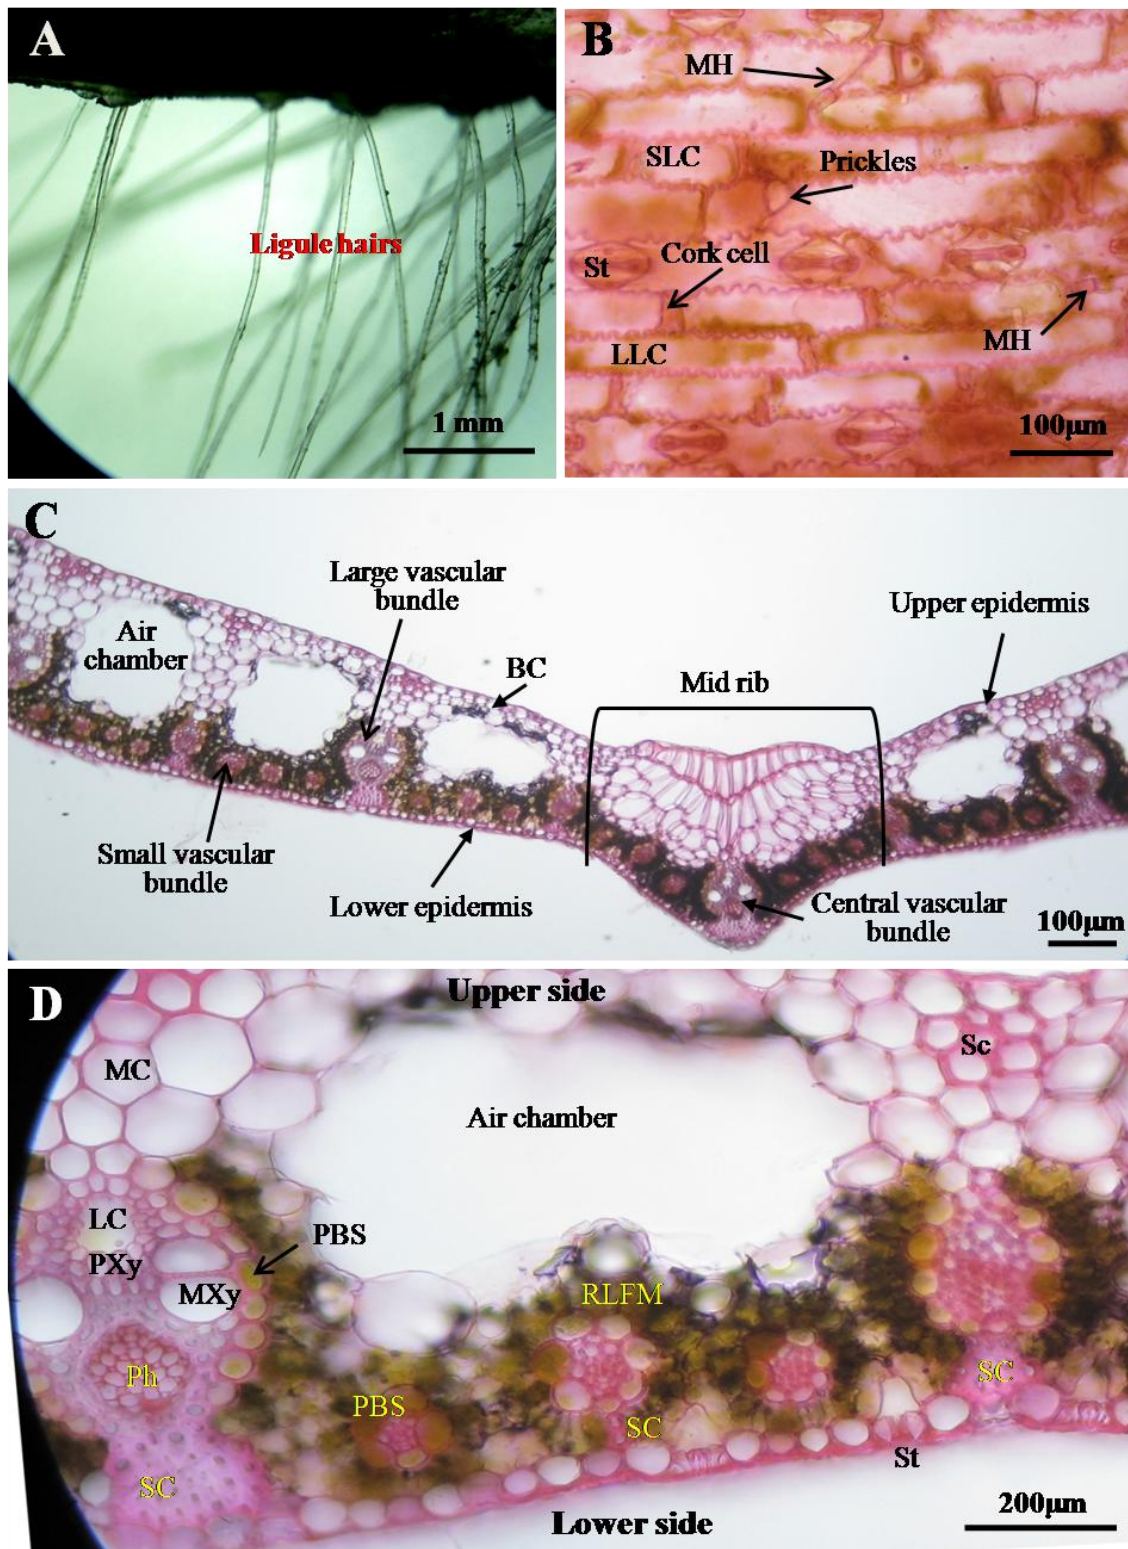 A
Ligule hairs
1 mm
B
MH
SLC
Prickles
St
Cork cell
LLC
MH
100µm
C
Large vascular
bundle
Upper epidermis
Air
chamber
BC
Mid rib
Small vascular
bundle
Lower epidermis
Central vascular
bundle
100µm
D
Upper side
MC
Sc
Air chamber
LC
PBS
PXy
MXy
RLFM
Ph
PBS
SC
SC
SC
St
Lower side
200µm